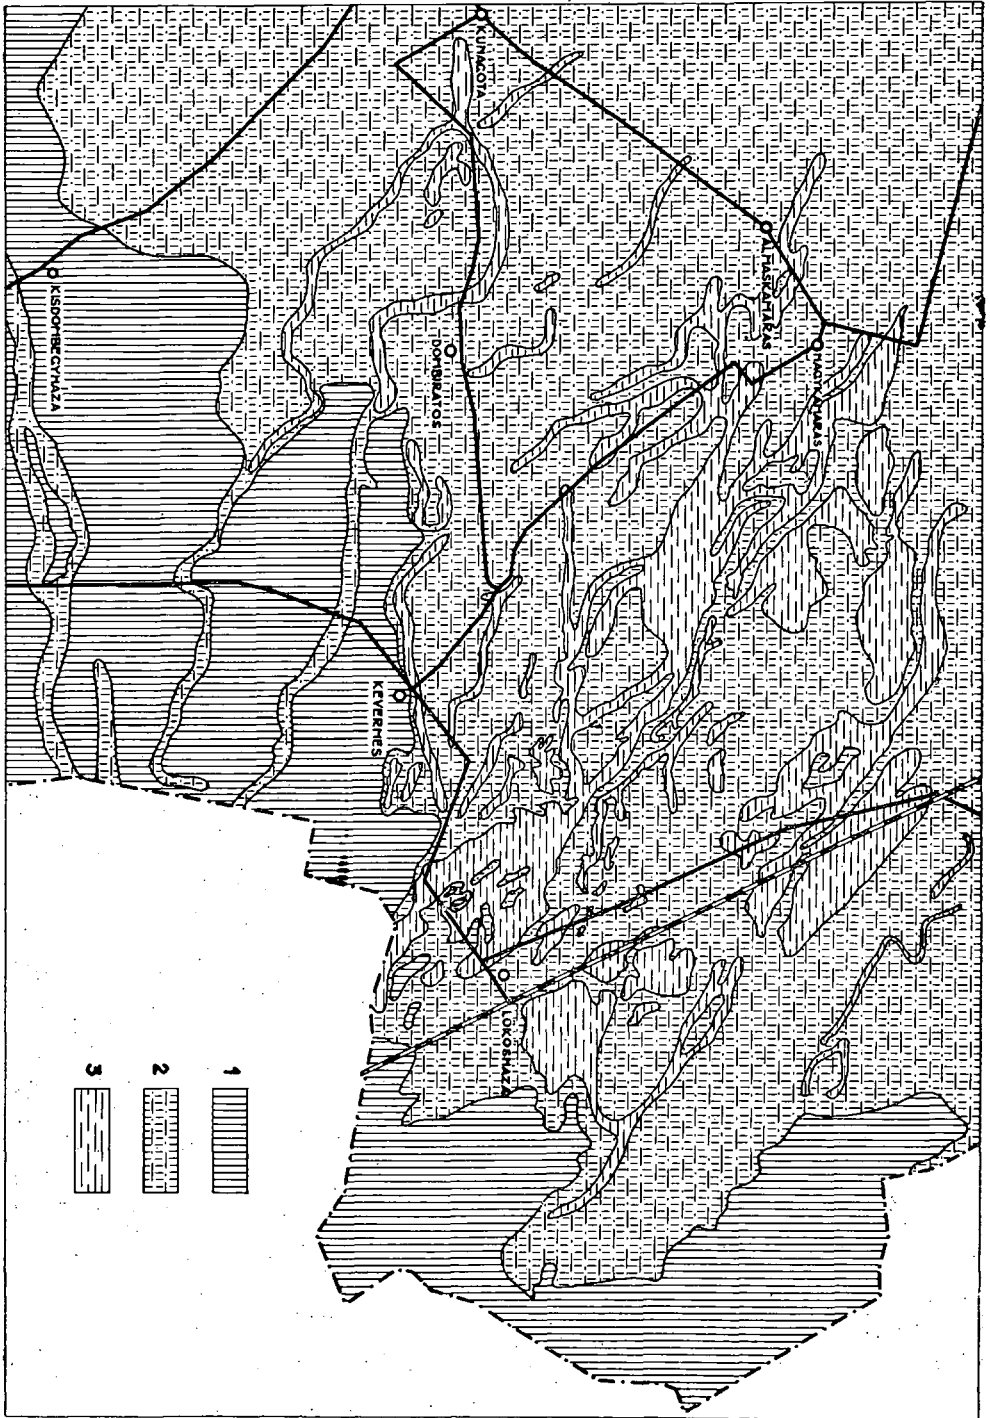 KUNÁGOTA
ALMÁSKAMARÁS
NAGYKAMARÁS
DOMBIRATOS
KISDOMBEGYHÁZA
KEVERMES
LŐKÖSHÁZA
1
2
3